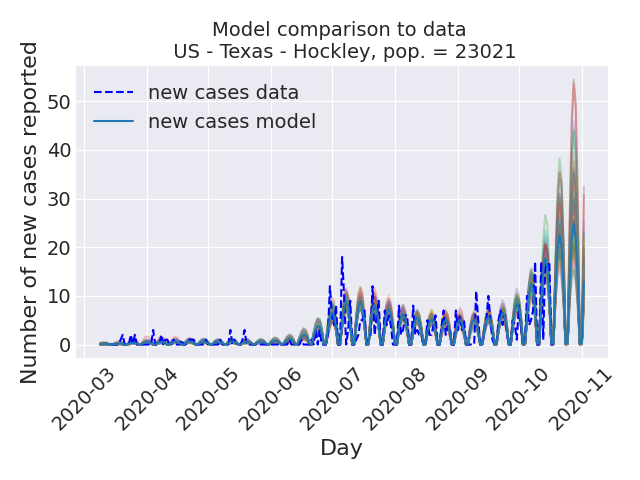 Model comparison to data
US - Texas - Hockley, pop. = 23021
Number of new cases reported
new cases data
new cases model
50
40
30
20
10
0
2020-03
2020-04
2020-05
2020-06
2020-07
2020-08
2020-09
2020-10
2020-11
Day